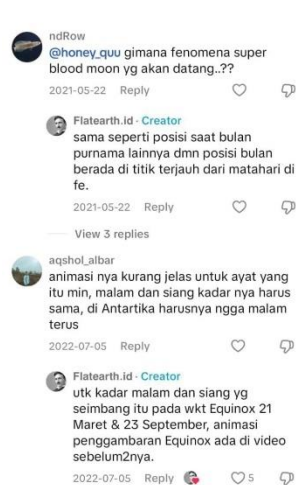 ndRow
@honey_quu gimana fenomena super
blood moon yg akan datang..??
2021-05-22 Reply
Flatearth.id · Creator
sama seperti posisi saat bulan
purnama lainnya dmn posisi bulan
berada di titik terjauh dari matahari di
fe.
2021-05-22 Reply
View 3 replies
aqshol_albar
animasi nya kurang jelas untuk ayat yang
itu min, malam dan siang kadar nya harus
sama, di Antartika harusnya ngga malam
terus
2022-07-05 Reply
Flatearth.id · Creator
utk kadar malam dan siang yg
seimbang itu pada wkt Equinox 21
Maret & 23 September, animasi
penggambaran Equinox ada di video
sebelum2nya.
2022-07-05 Reply 5